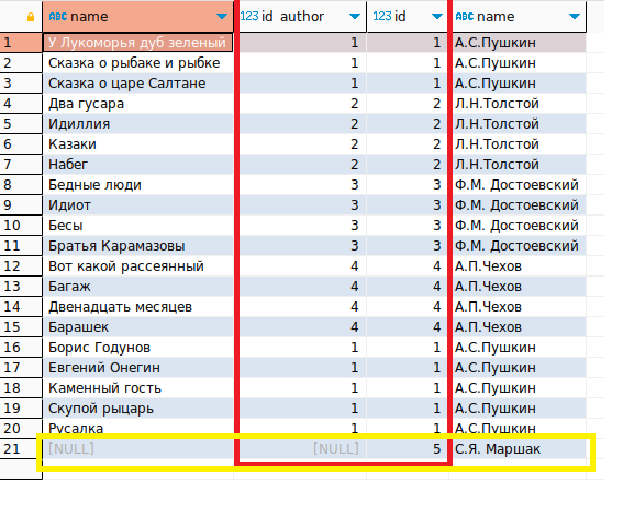 ABC name 123 id_author 123 id ABC name
1 У Лукоморья дуб зеленый 1 1 А.С.Пушкин
2 Сказка о рыбаке и рыбке 1 1 А.С.Пушкин
3 Сказка о царе Салтане 1 1 А.С.Пушкин
4 Два гусара 2 2 Л.Н.Толстой
5 Идиллия 2 2 Л.Н.Толстой
6 Казаки 2 2 Л.Н.Толстой
7 Набег 2 2 Л.Н.Толстой
8 Бедные люди 3 3 Ф.М. Достоевский
9 Идиот 3 3 Ф.М. Достоевский
10 Бесы 3 3 Ф.М. Достоевский
11 Братья Карамазовы 3 3 Ф.М. Достоевский
12 Вот какой рассеянный 4 4 А.П.Чехов
13 Багаж 4 4 А.П.Чехов
14 Двенадцать месяцев 4 4 А.П.Чехов
15 Барашек 4 4 А.П.Чехов
16 Борис Годунов 1 1 А.С.Пушкин
17 Евгений Онегин 1 1 А.С.Пушкин
18 Каменный гость 1 1 А.С.Пушкин
19 Скупой рыцарь 1 1 А.С.Пушкин
20 Русалка 1 1 А.С.Пушкин
21 [NULL] [NULL] 5 С.Я. Маршак